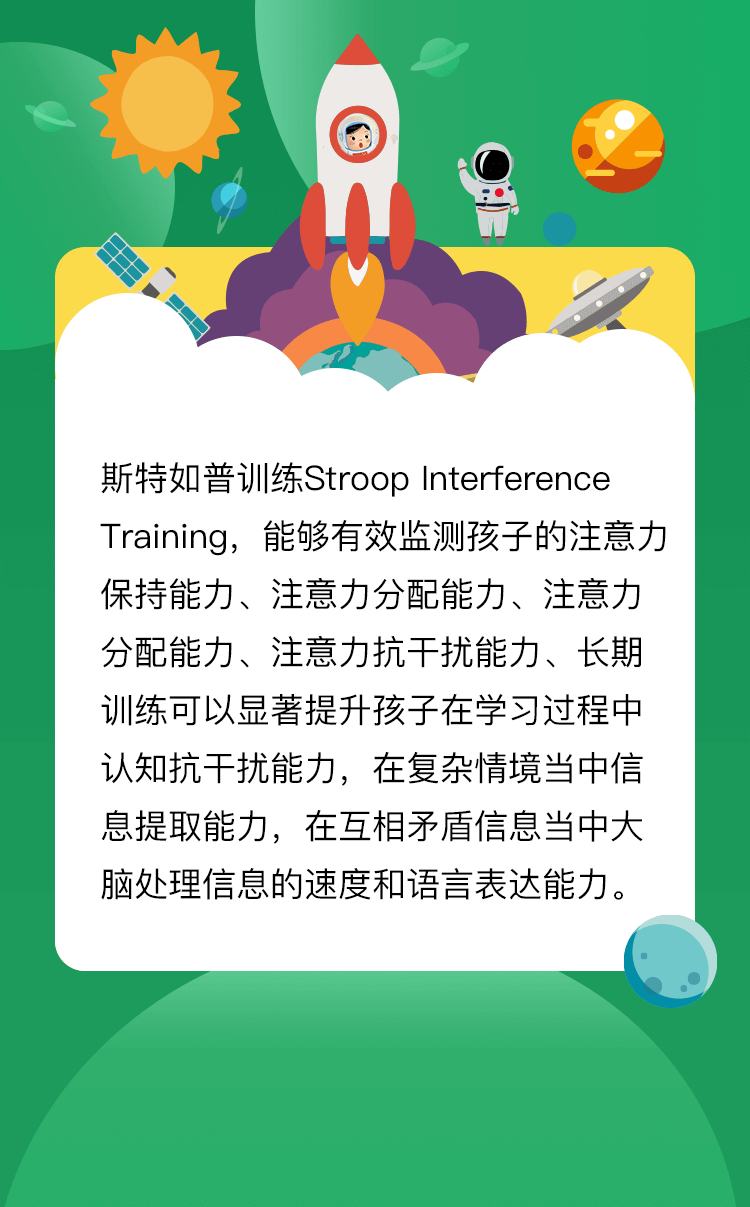 斯特如普训练Stroop Interference
Training，能够有效监测孩子的注意力
保持能力、注意力分配能力、注意力
分配能力、注意力抗干扰能力、长期
训练可以显著提升孩子在学习过程中
认知抗干扰能力，在复杂情境当中信
息提取能力，在互相矛盾信息当中大
脑处理信息的速度和语言表达能力。